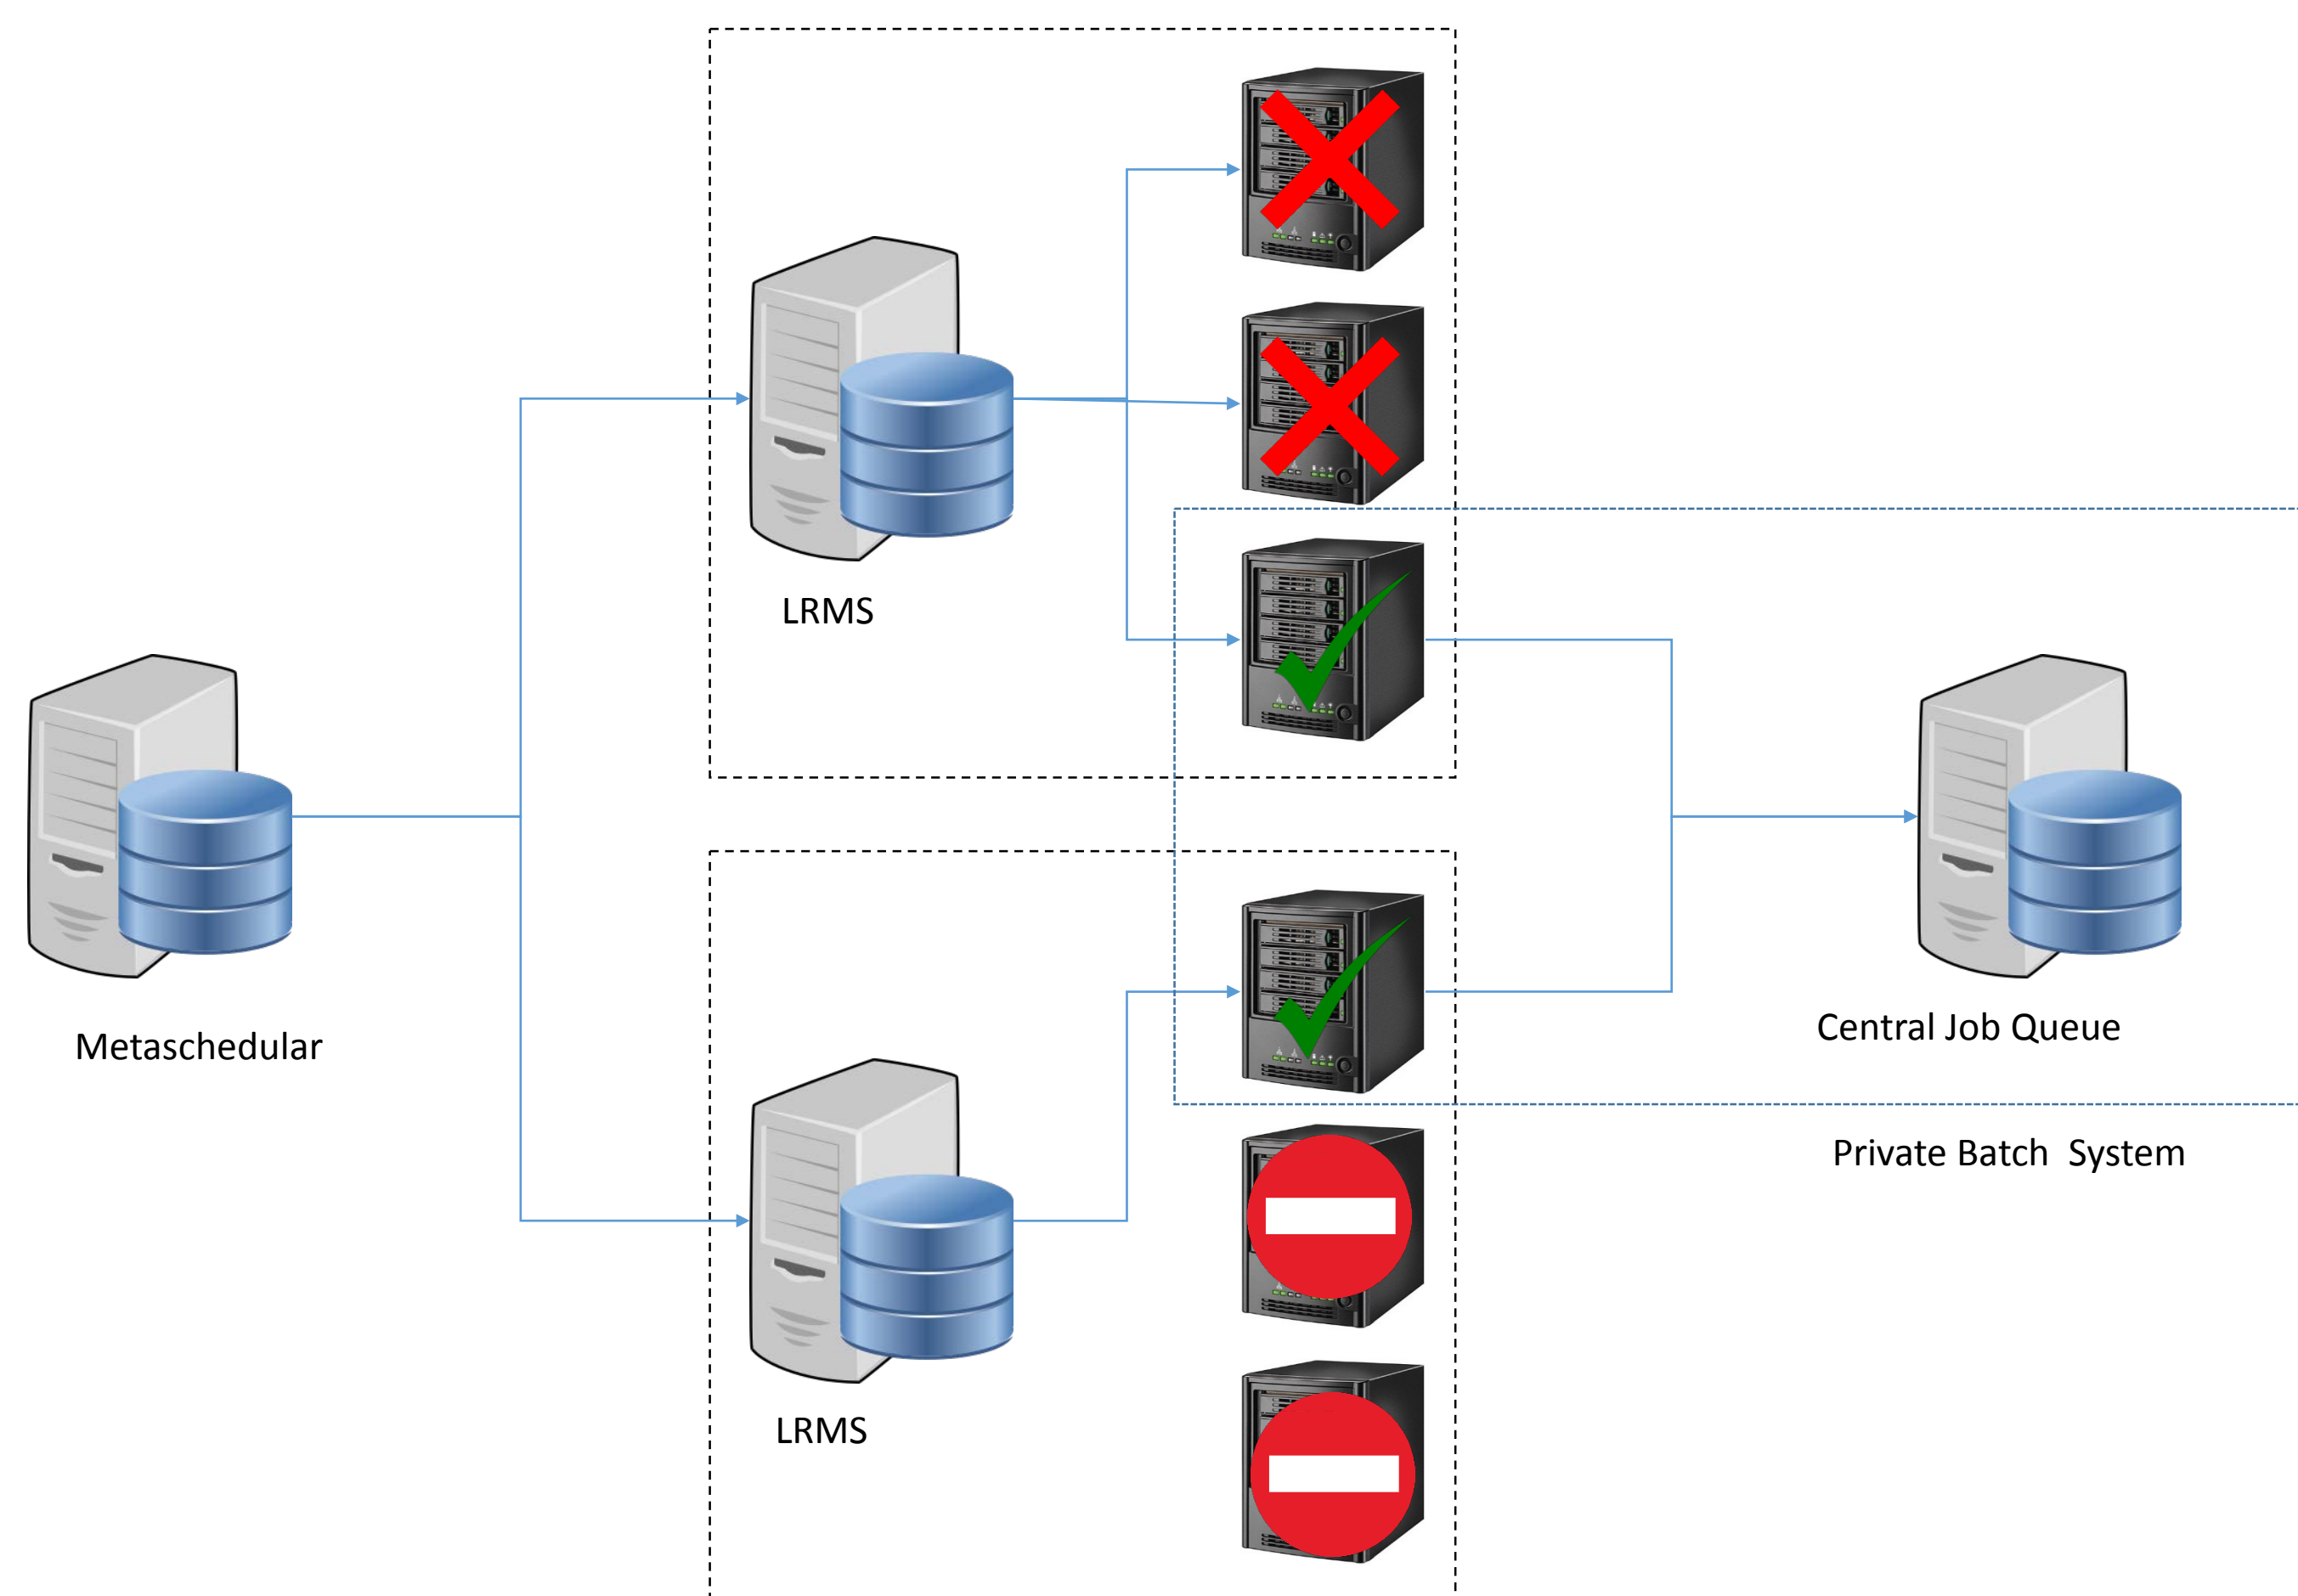 LRMS
Metaschedular
Central Job Queue
Private Batch  System
LRMS